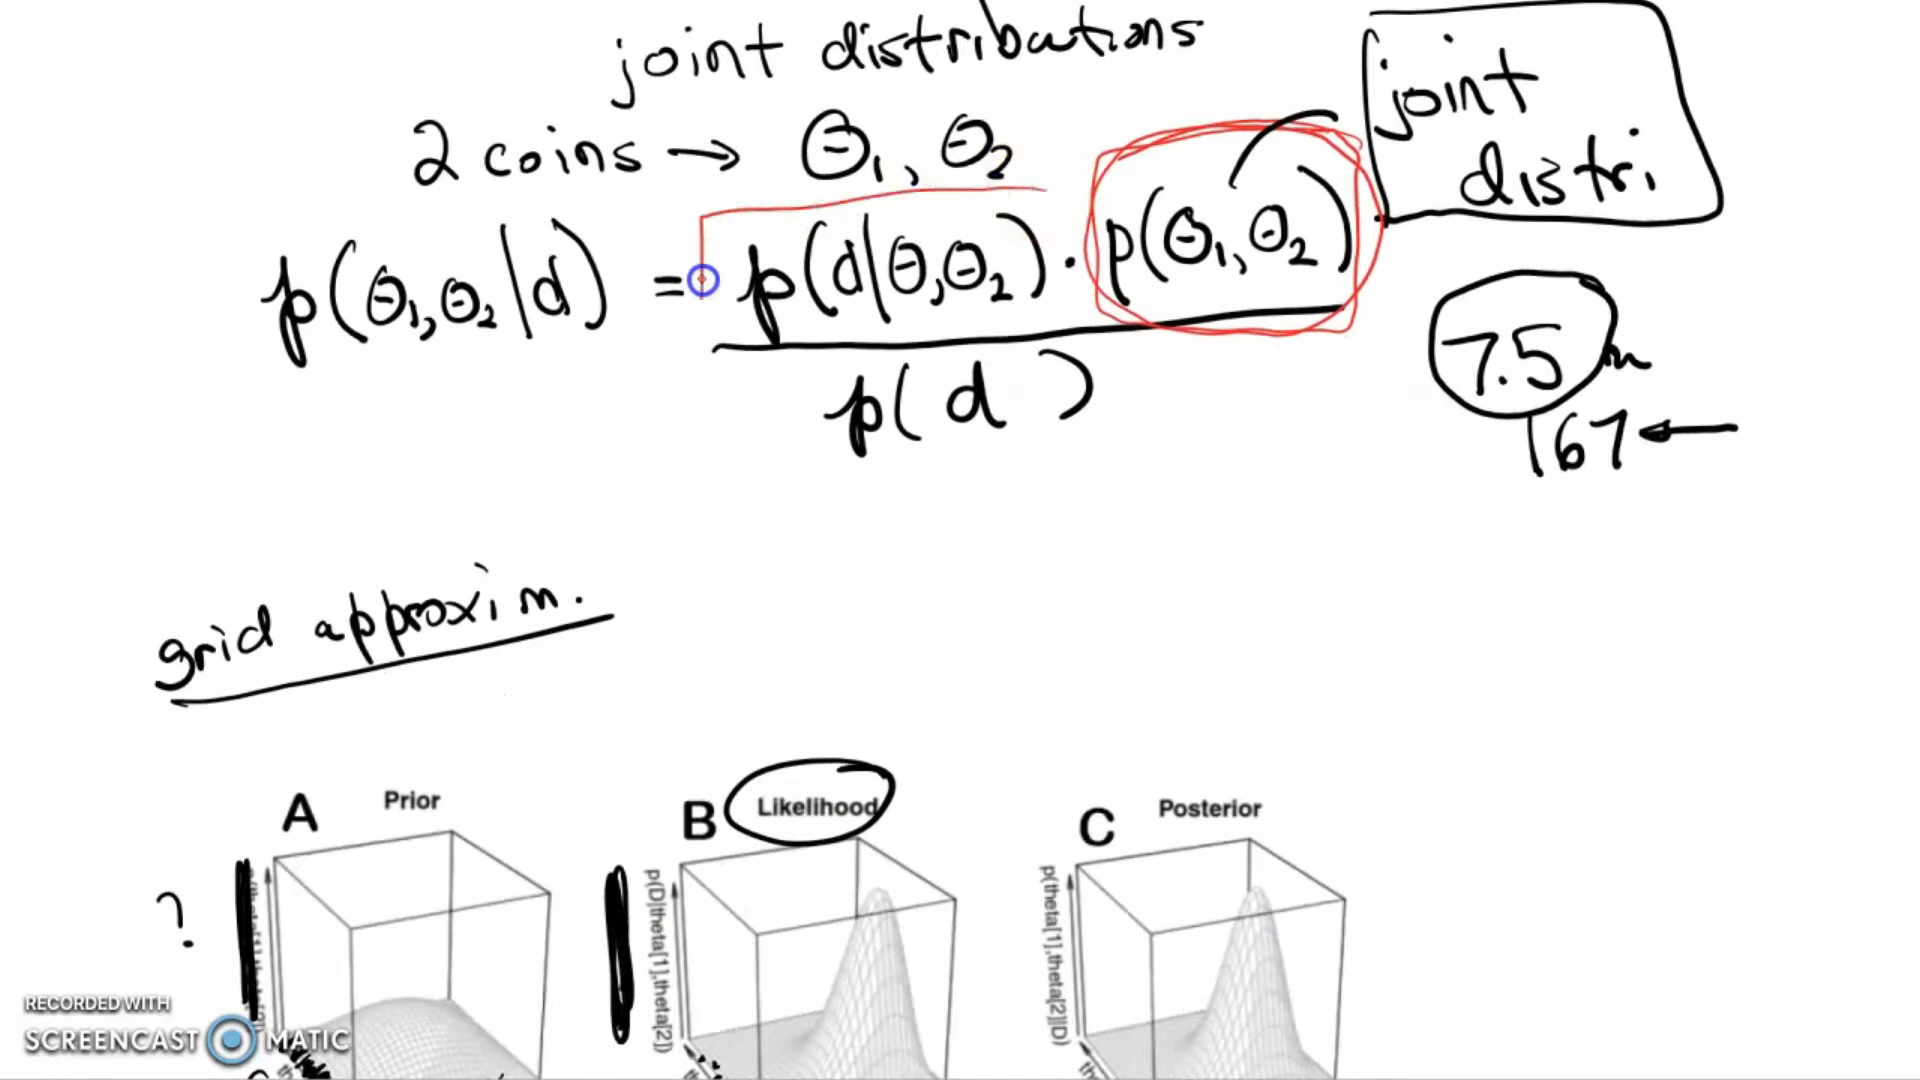 joint distributions
joint
distri.
2 coins → θ₁, θ₂
p(θ₁,θ₂|d) = p(d|θ,θ₂) · p(θ₁,θ₂)
p(d)
7.5
167 ←
grid approxim.
A Prior
B Likelihood
C Posterior
?
p(D|theta[1],theta[2])
p(theta[1],theta[2]|D)
RECORDED WITH
SCREENCAST MATIC